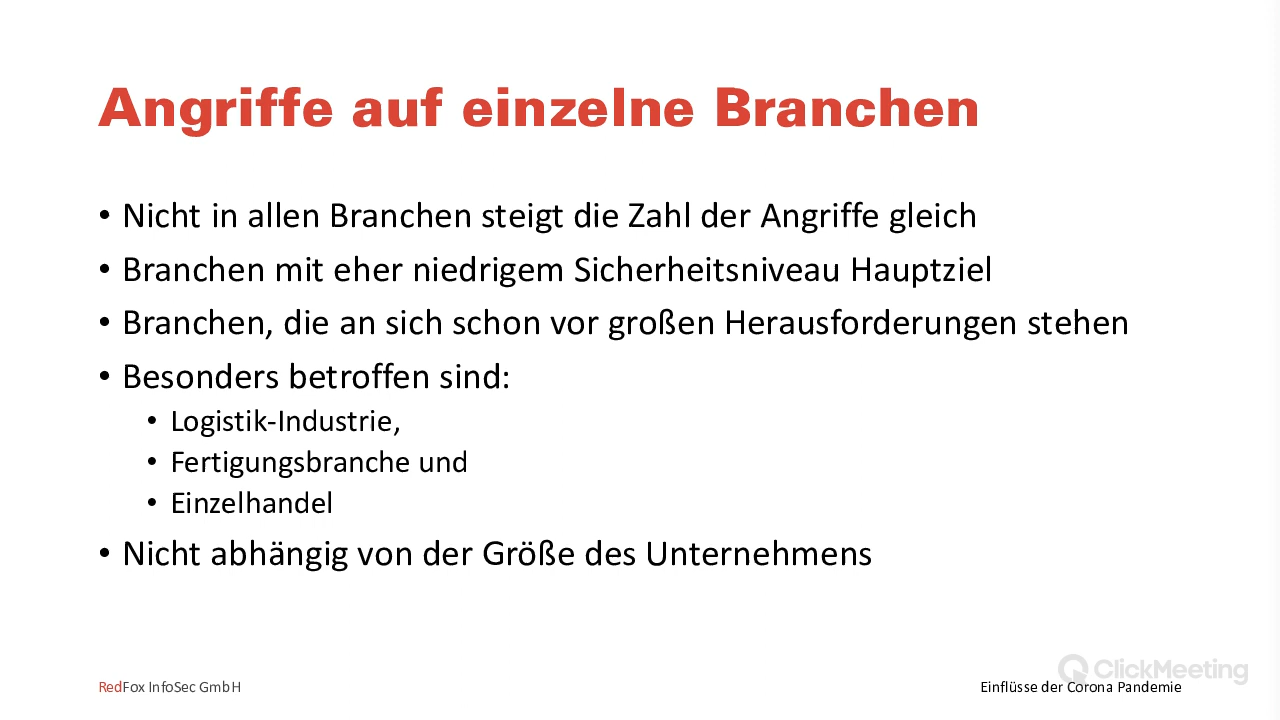 Angriffe auf einzelne Branchen
• Nicht in allen Branchen steigt die Zahl der Angriffe gleich
• Branchen mit eher niedrigem Sicherheitsniveau Hauptziel
• Branchen, die an sich schon vor großen Herausforderungen stehen
• Besonders betroffen sind:
• Logistik-Industrie,
• Fertigungsbranche und
• Einzelhandel
• Nicht abhängig von der Größe des Unternehmens
ClickMeeting
RedFox InfoSec GmbH
Einflüsse der Corona Pandemie